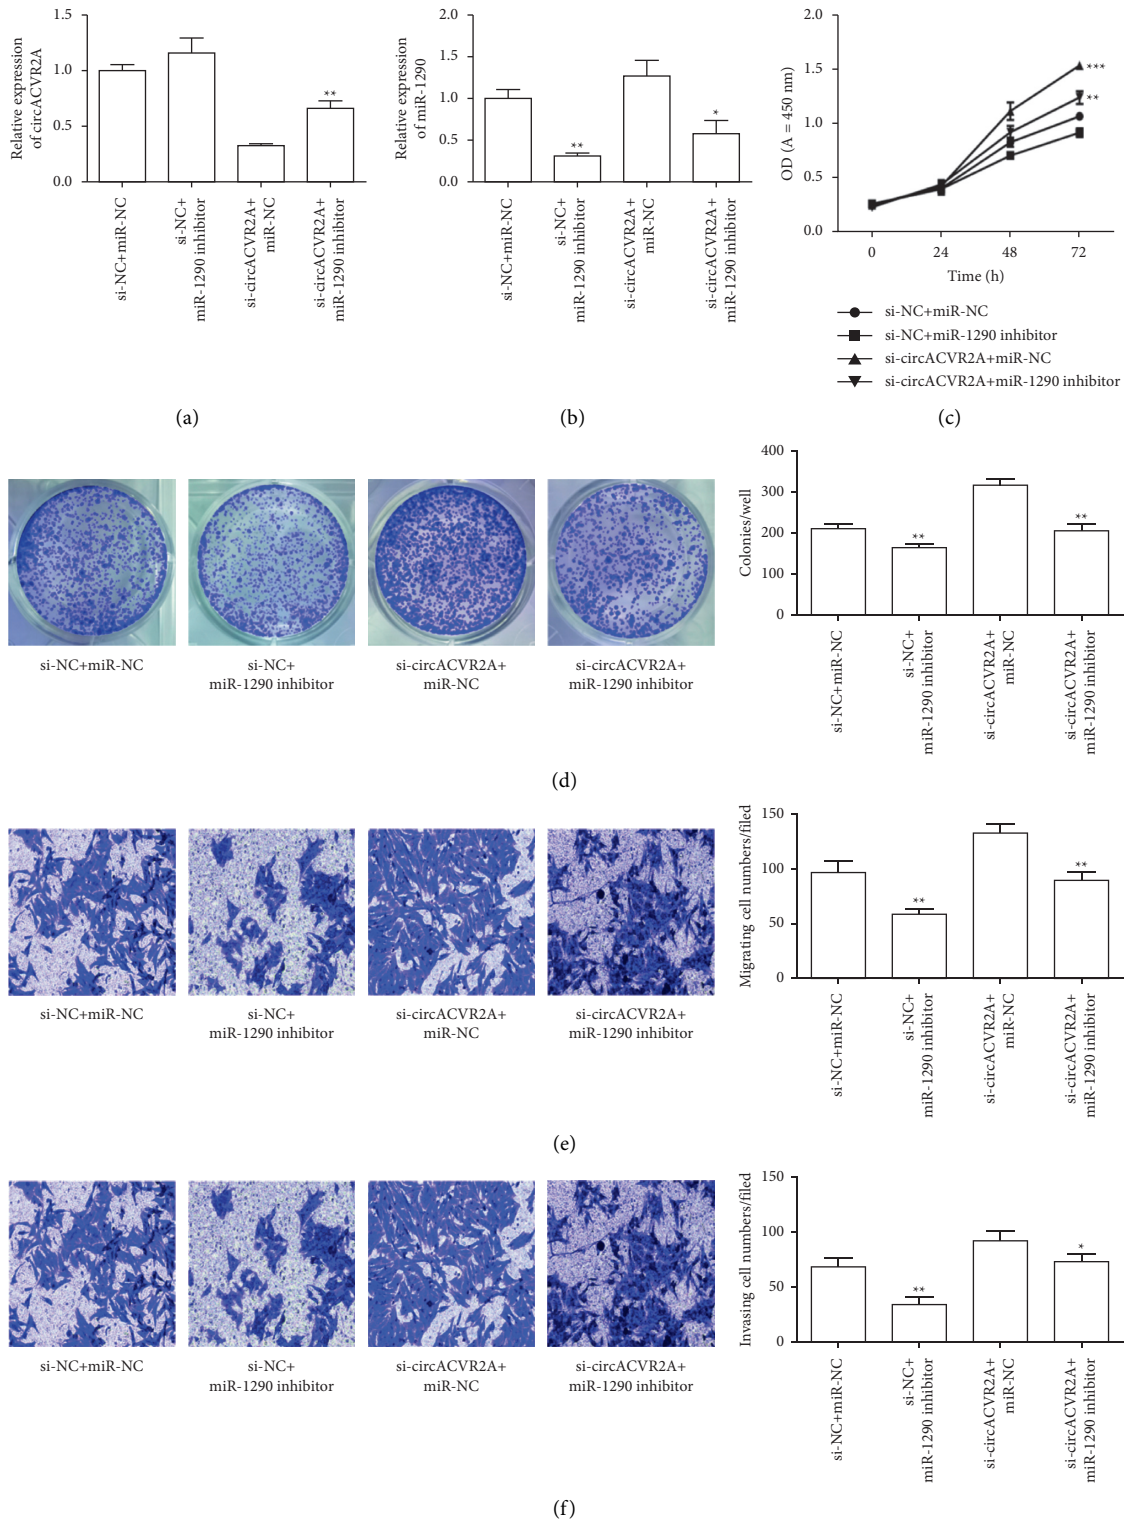 Relative expression
of circACVR2A
1.5
1.0
0.5
0.0
**
si-NC+miR-NC
si-NC+
miR-1290 inhibitor
si-circACVR2A+
miR-NC
si-circACVR2A+
miR-1290 inhibitor
(a)
Relative expression
of miR-1290
2.0
1.5
1.0
0.5
0.0
**
*
si-NC+miR-NC
si-NC+
miR-1290 inhibitor
si-circACVR2A+
miR-NC
si-circACVR2A+
miR-1290 inhibitor
(b)
OD (A = 450 nm)
2.0
1.5
1.0
0.5
0.0
***
**
0 24 48 72
Time (h)
si-NC+miR-NC
si-NC+miR-1290 inhibitor
si-circACVR2A+miR-NC
si-circACVR2A+miR-1290 inhibitor
(c)
si-NC+miR-NC
si-NC+
miR-1290 inhibitor
si-circACVR2A+
miR-NC
si-circACVR2A+
miR-1290 inhibitor
Colonies/well
400
300
200
100
0
**
**
si-NC+miR-NC
si-NC+
miR-1290 inhibitor
si-circACVR2A+
miR-NC
si-circACVR2A+
miR-1290 inhibitor
(d)
si-NC+miR-NC
si-NC+
miR-1290 inhibitor
si-circACVR2A+
miR-NC
si-circACVR2A+
miR-1290 inhibitor
Migrating cell numbers/filed
150
100
50
0
**
**
si-NC+miR-NC
si-NC+
miR-1290 inhibitor
si-circACVR2A+
miR-NC
si-circACVR2A+
miR-1290 inhibitor
(e)
si-NC+miR-NC
si-NC+
miR-1290 inhibitor
si-circACVR2A+
miR-NC
si-circACVR2A+
miR-1290 inhibitor
Invasing cell numbers/filed
150
100
50
0
**
*
si-NC+miR-NC
si-NC+
miR-1290 inhibitor
si-circACVR2A+
miR-NC
si-circACVR2A+
miR-1290 inhibitor
(f)